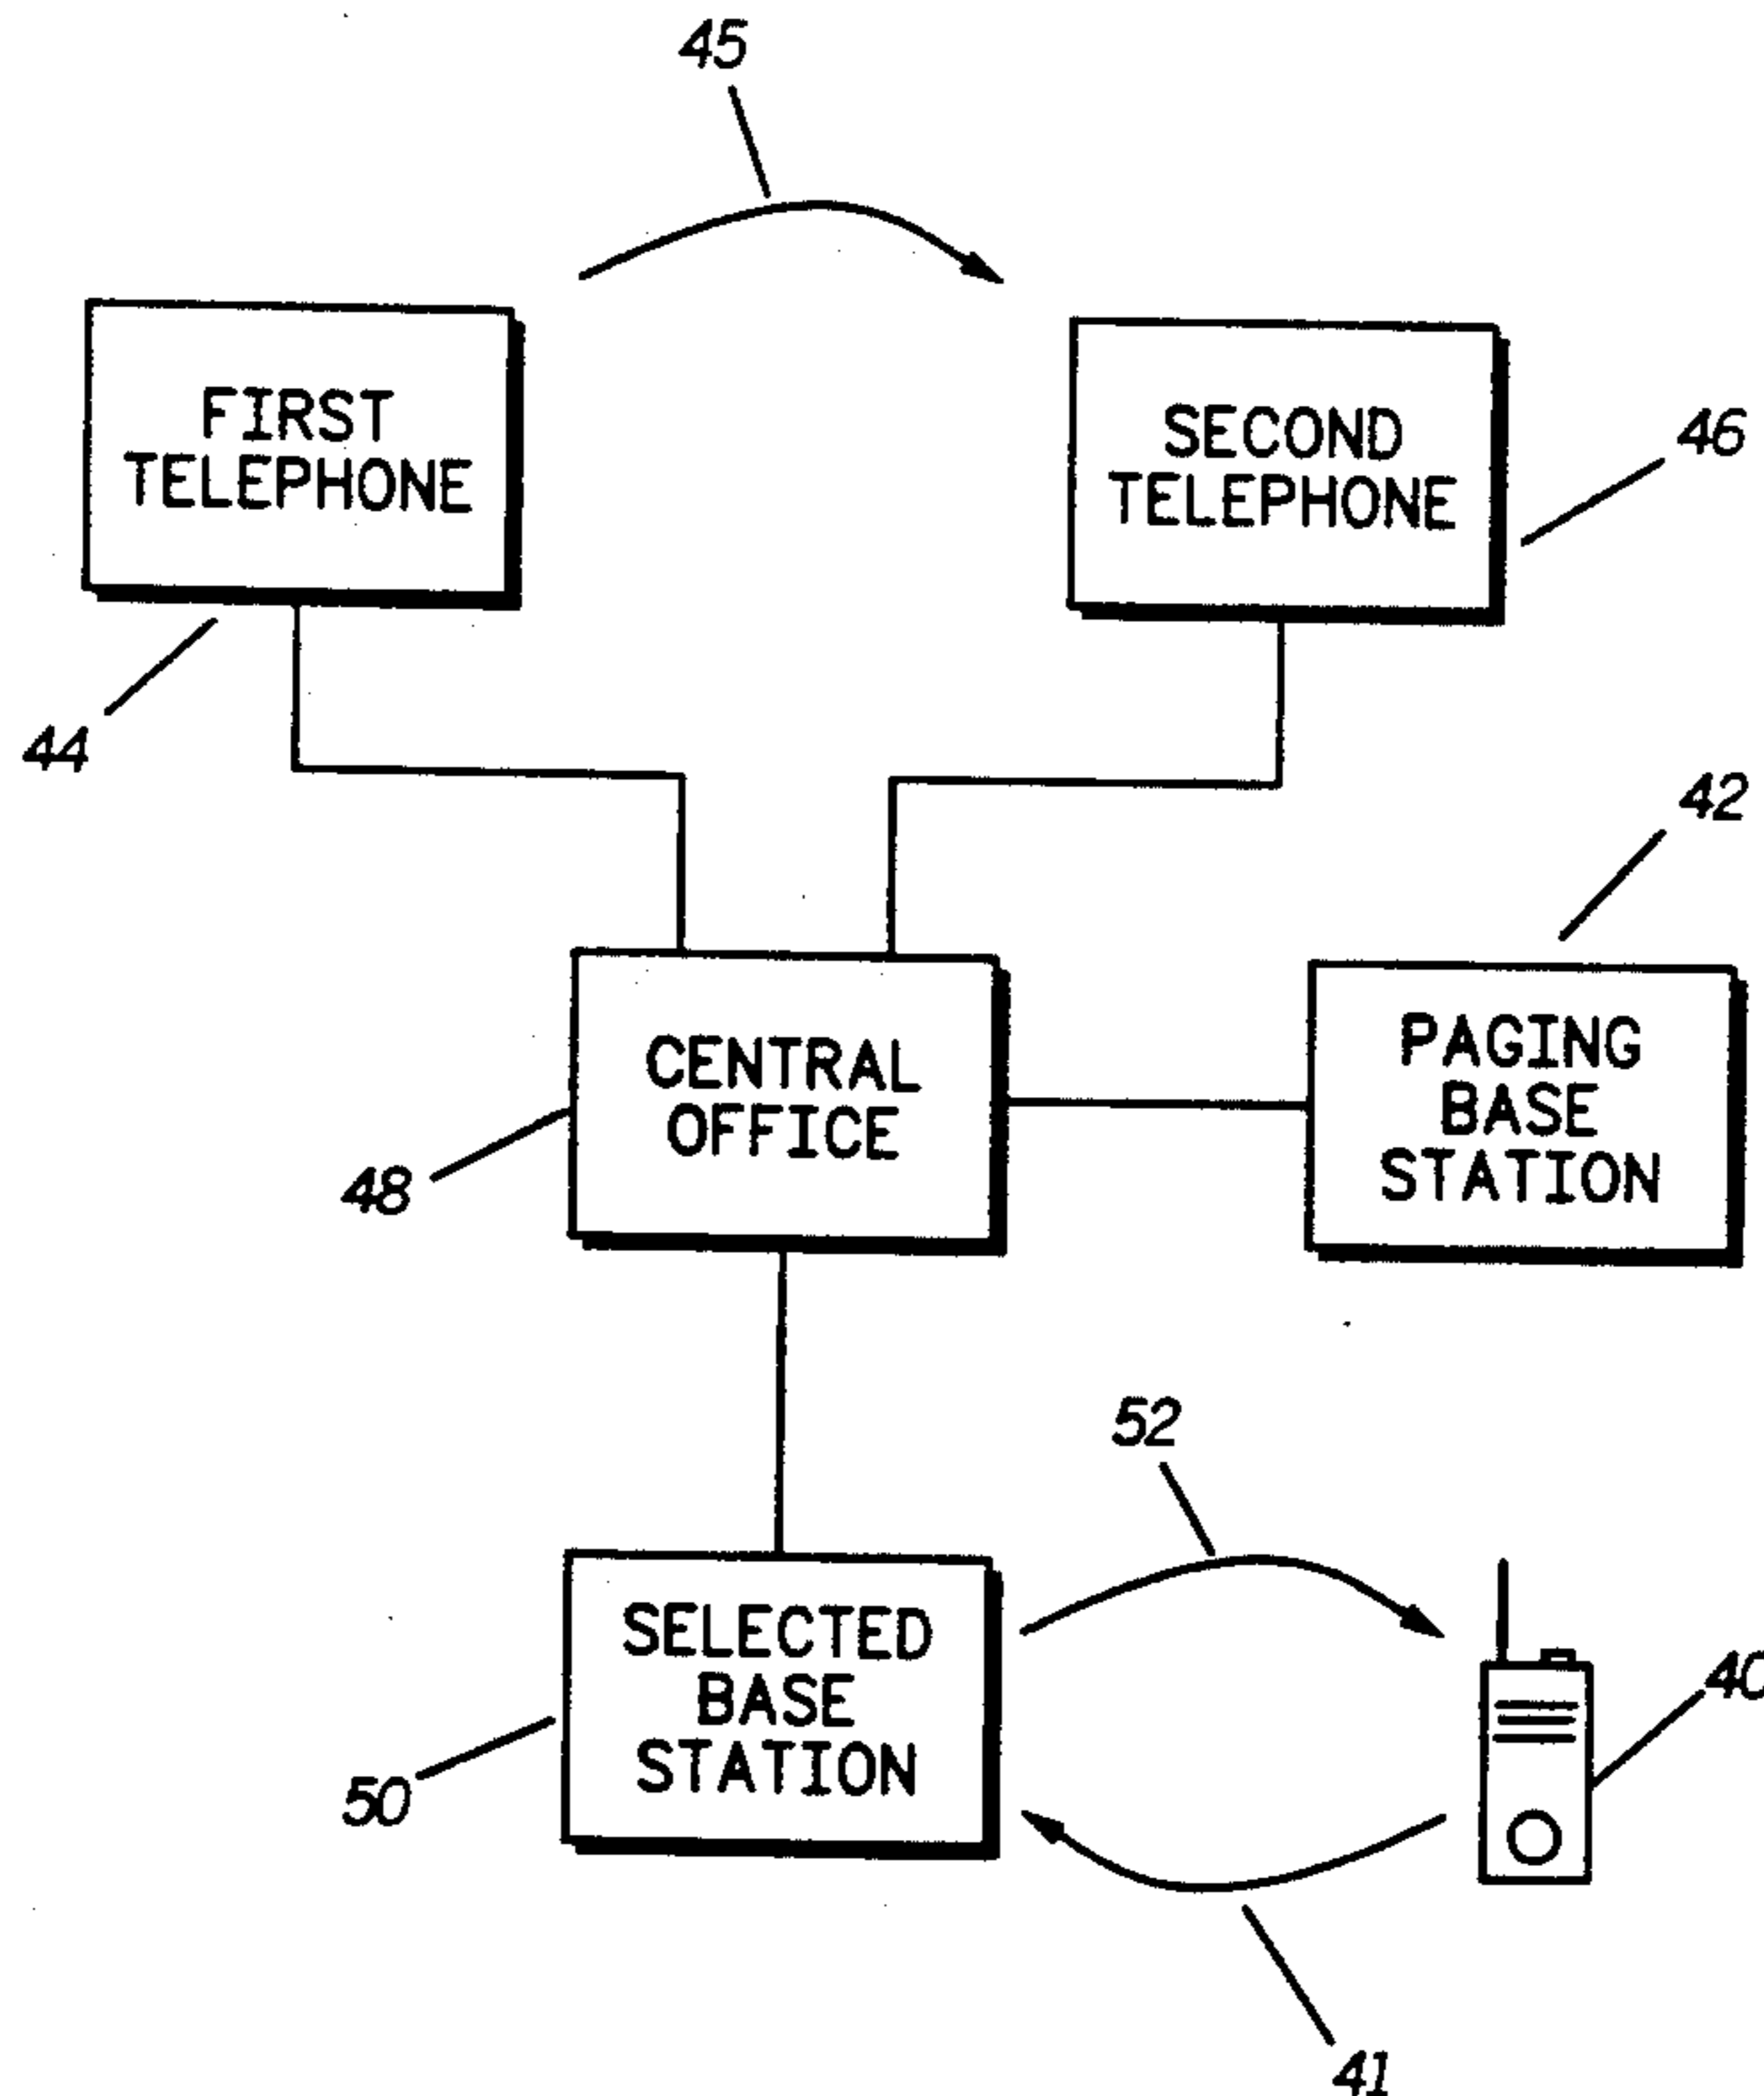 45
FIRST
TELEPHONE
SECOND
TELEPHONE
46
44
42
CENTRAL
OFFICE
PAGING
BASE
STATION
48
52
SELECTED
BASE
STATION
40
50
41